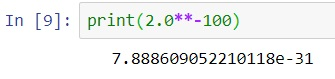 In [9]: print(2.0**-100)
7.888609052210118e-31